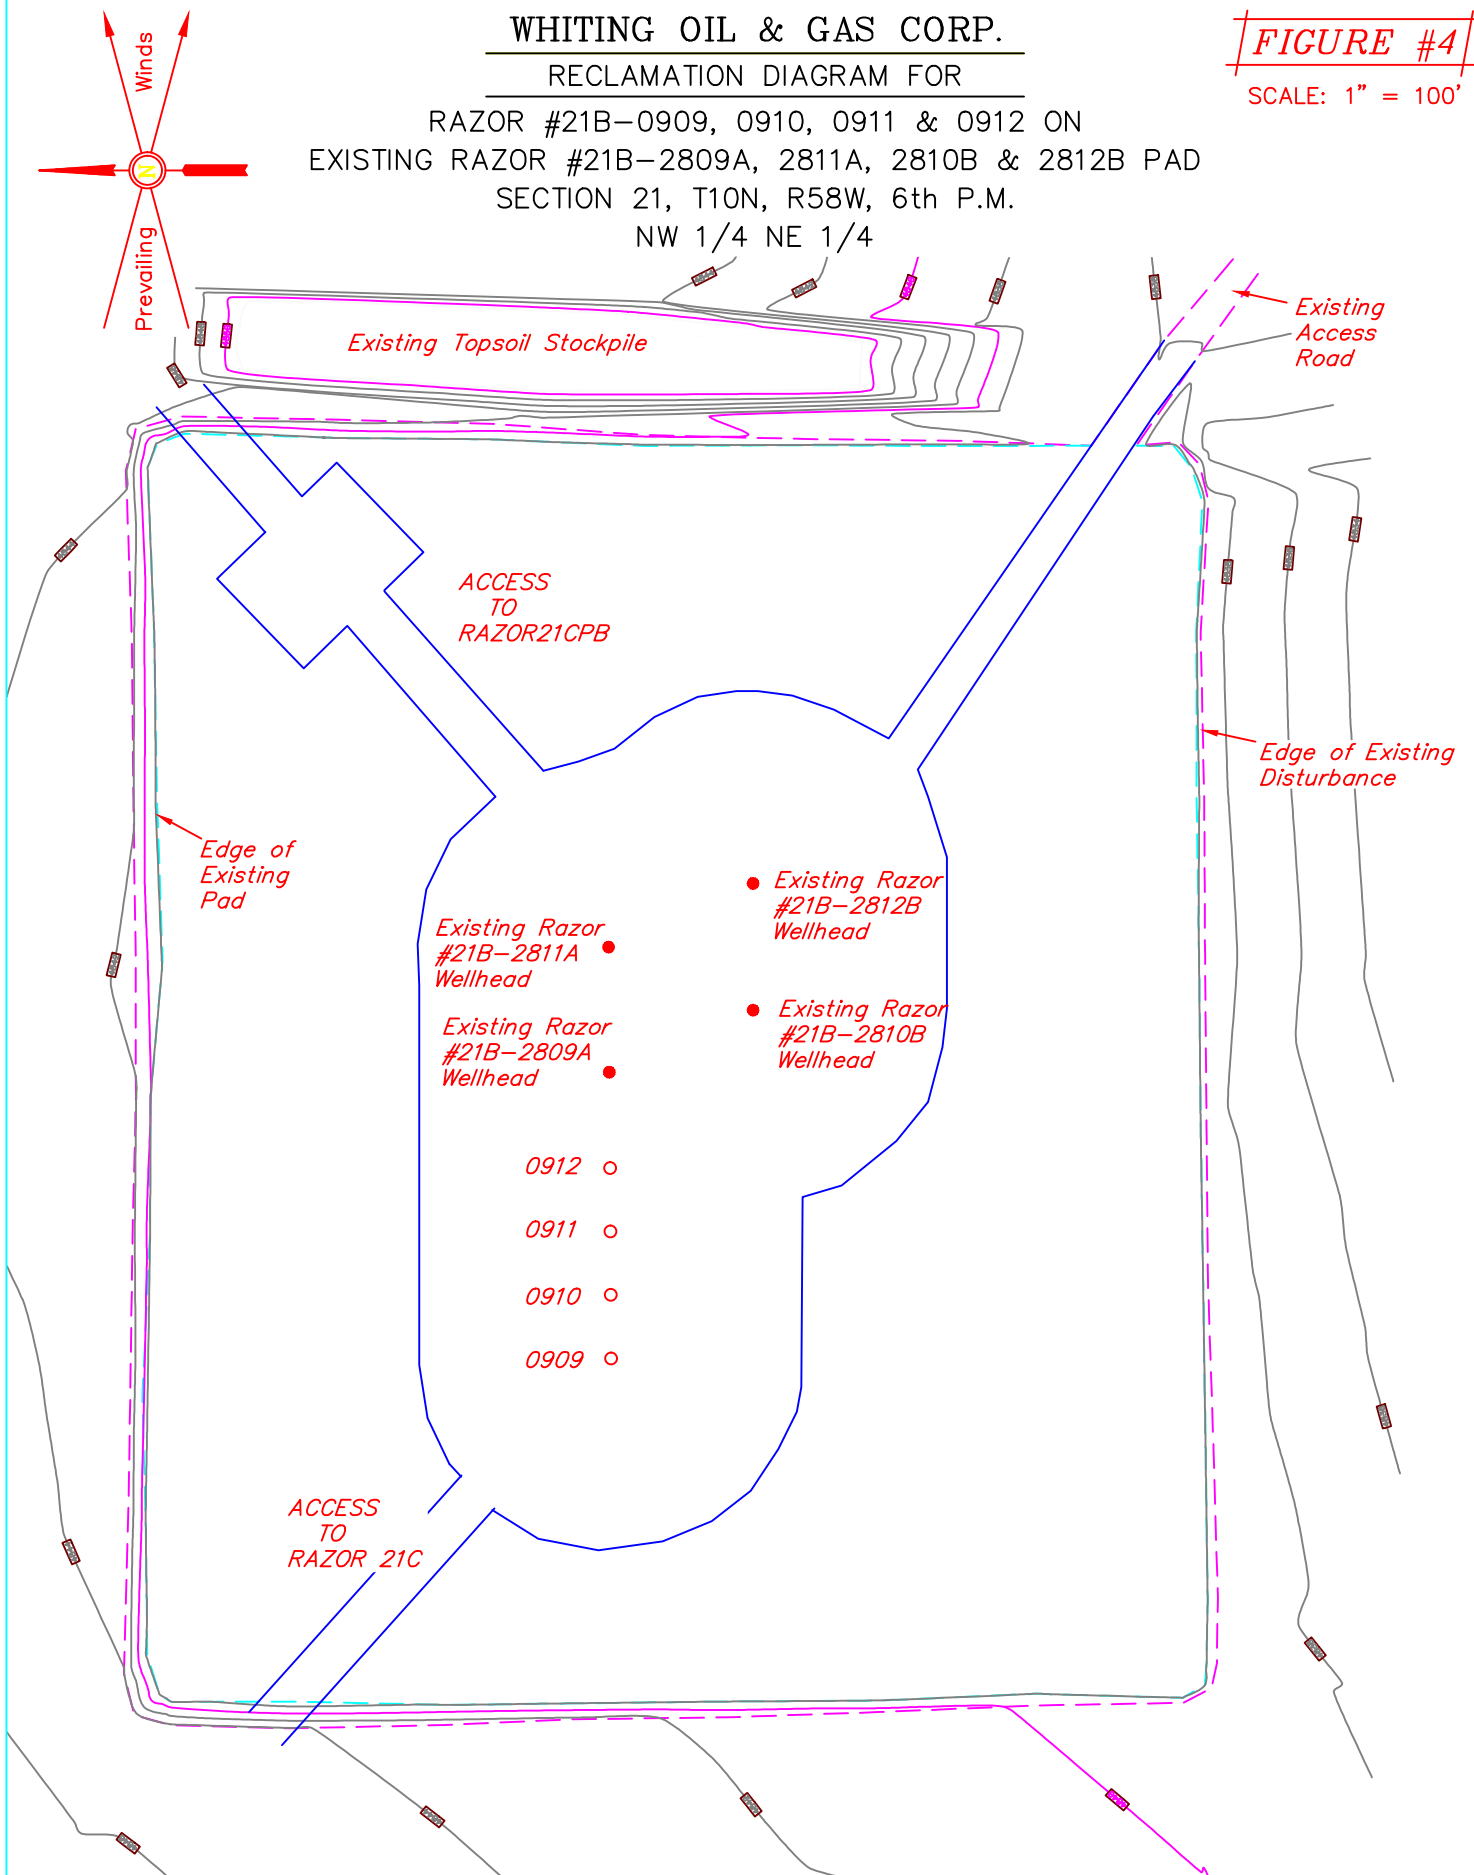 WHITING OIL & GAS CORP.
RECLAMATION DIAGRAM FOR
RAZOR #21B-0909, 0910, 0911 & 0912 ON
EXISTING RAZOR #21B-2809A, 2811A, 2810B & 2812B PAD
SECTION 21, T10N, R58W, 6th P.M.
NW 1/4 NE 1/4
FIGURE #4
SCALE: 1" = 100'
Winds
N
Prevailing
Existing Topsoil Stockpile
Existing
Access
Road
ACCESS
TO
RAZOR21CPB
Edge of Existing
Disturbance
Edge of
Existing
Pad
Existing Razor
#21B-2812B
Wellhead
Existing Razor
#21B-2811A
Wellhead
Existing Razor
#21B-2810B
Wellhead
Existing Razor
#21B-2809A
Wellhead
0912
0911
0910
0909
ACCESS
TO
RAZOR 21C